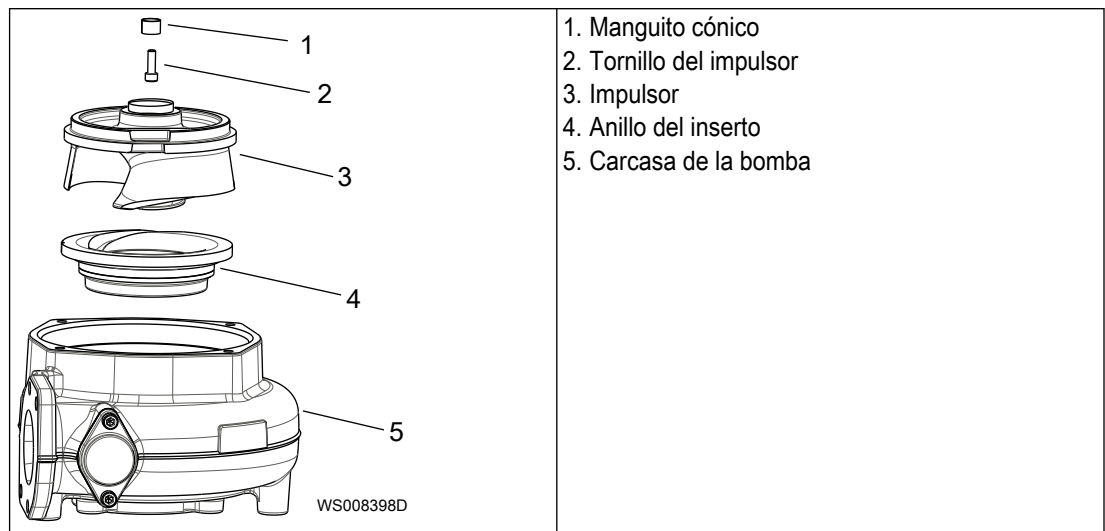 1
2
3
4
5
WS008398D
1. Manguito cónico
2. Tornillo del impulsor
3. Impulsor
4. Anillo del inserto
5. Carcasa de la bomba